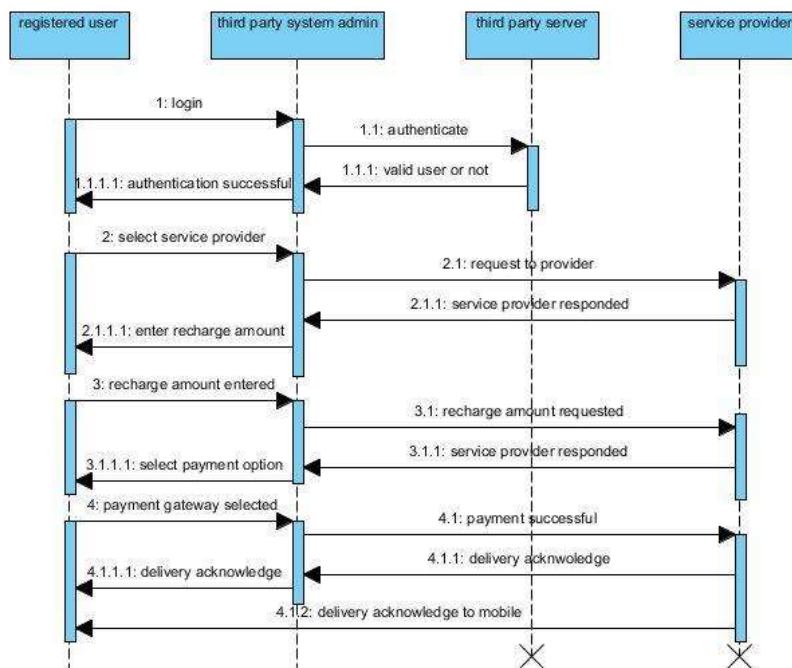 registered user
third party system admin
third party server
service provider
1: login
1.1: authenticate
1.1.1: valid user or not
1.1.1.1: authentication successful
2: select service provider
2.1: request to provider
2.1.1: service provider responded
2.1.1.1: enter recharge amount
3: recharge amount entered
3.1: recharge amount requested
3.1.1: service provider responded
3.1.1.1: select payment option
4: payment gateway selected
4.1: payment successful
4.1.1: delivery acknwoledge
4.1.1.1: delivery acknowledge
4.1.2: delivery acknowledge to mobile